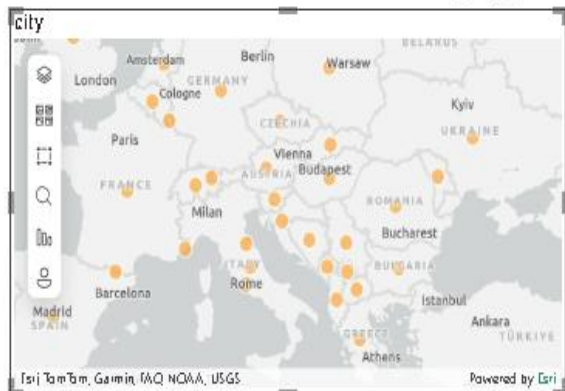 city
BELARUS
Amsterdam
Berlin
Warsaw
London
GERMANY
Cologne
Kyiv
CZECHIA
UKRAINE
Paris
Vienna
Budapest
AUSTRIA
FRANCE
ROMANIA
Milan
Bucharest
ITALY
BULGARIA
Rome
Barcelona
Istanbul
Madrid
SPAIN
Ankara
TÜRKIYE
GREECE
Athens
Esri, TomTom, Garmin, FAO, NOAA, USGS
Powered by Esri